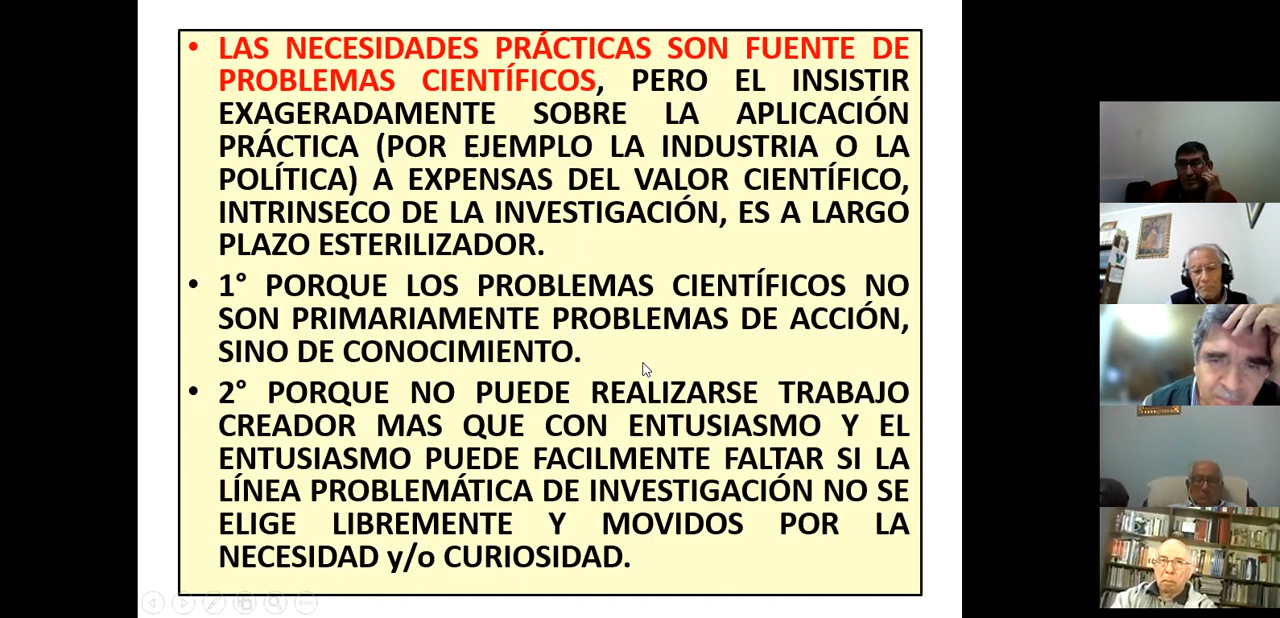 • LAS NECESIDADES PRÁCTICAS SON FUENTE DE
PROBLEMAS CIENTÍFICOS, PERO EL INSISTIR
EXAGERADAMENTE SOBRE LA APLICACIÓN
PRÁCTICA (POR EJEMPLO LA INDUSTRIA O LA
POLÍTICA) A EXPENSAS DEL VALOR CIENTÍFICO,
INTRINSECO DE LA INVESTIGACIÓN, ES A LARGO
PLAZO ESTERILIZADOR.
• 1° PORQUE LOS PROBLEMAS CIENTÍFICOS NO
SON PRIMARIAMENTE PROBLEMAS DE ACCIÓN,
SINO DE CONOCIMIENTO.
• 2° PORQUE NO PUEDE REALIZARSE TRABAJO
CREADOR MAS QUE CON ENTUSIASMO Y EL
ENTUSIASMO PUEDE FACILMENTE FALTAR SI LA
LÍNEA PROBLEMÁTICA DE INVESTIGACIÓN NO SE
ELIGE LIBREMENTE Y MOVIDOS POR LA
NECESIDAD y/o CURIOSIDAD.